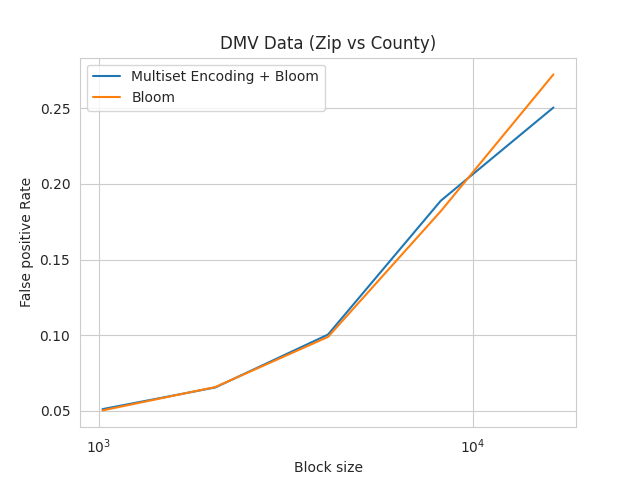 DMV Data (Zip vs County)
Multiset Encoding + Bloom
Bloom
False positive Rate
0.25
0.20
0.15
0.10
0.05
10³
10⁴
Block size